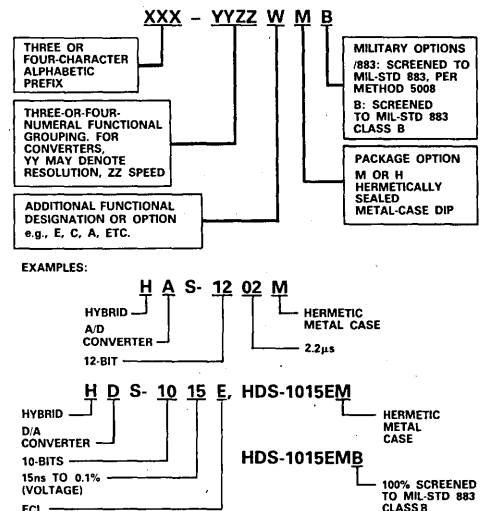 XXX - YYZZ W M B
THREE OR
FOUR-CHARACTER
ALPHABETIC
PREFIX
THREE-OR-FOUR-
NUMERAL FUNCTIONAL
GROUPING. FOR
CONVERTERS,
YY MAY DENOTE
RESOLUTION, ZZ SPEED
ADDITIONAL FUNCTIONAL
DESIGNATION OR OPTION
e.g., E, C, A, ETC.
MILITARY OPTIONS
/883: SCREENED TO
MIL-STD 883, PER
METHOD 5008
B: SCREENED
TO MIL-STD 883
CLASS B
PACKAGE OPTION
M OR H
HERMETICALLY
SEALED
METAL-CASE DIP
EXAMPLES:
H A S- 12 02 M
HYBRID
A/D
CONVERTER
12-BIT
HERMETIC
METAL CASE
2.2µs
H D S- 10 15 E, HDS-1015EM
HYBRID
D/A
CONVERTER
10-BITS
15ns TO 0.1%
(VOLTAGE)
ECL
HERMETIC
METAL
CASE
HDS-1015EMB
100% SCREENED
TO MIL-STD 883
CLASS B